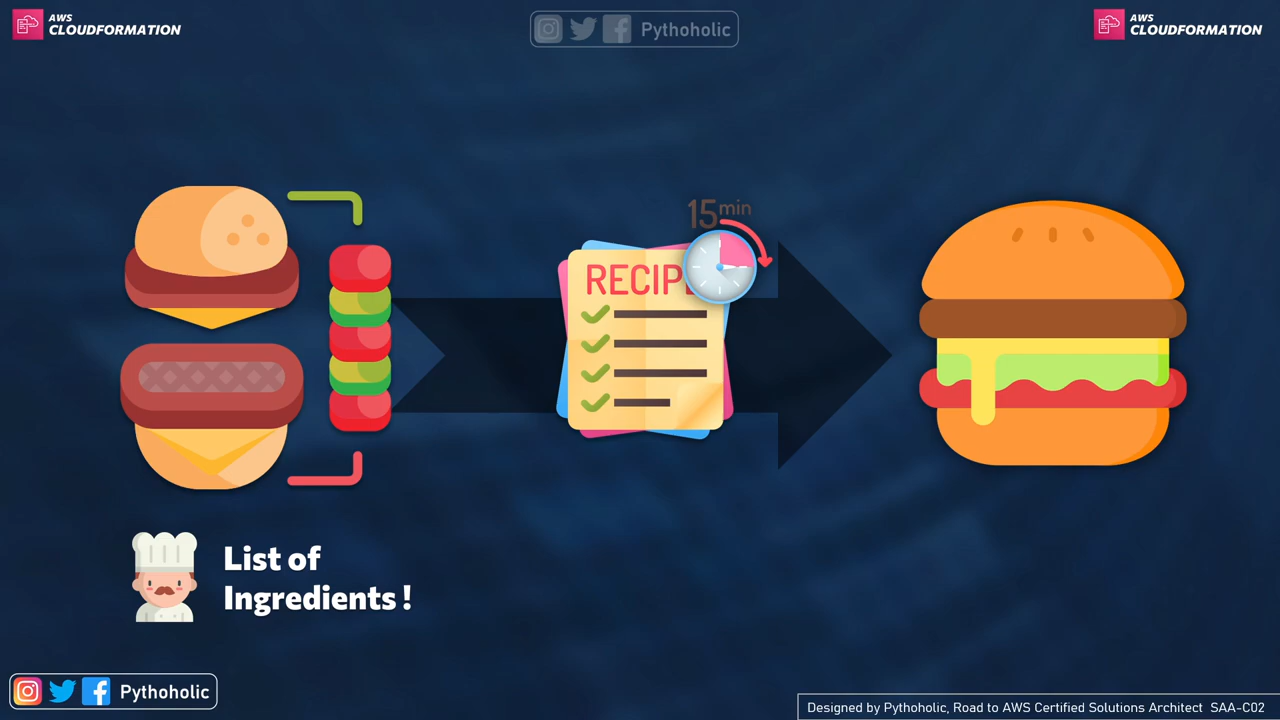 AWS
CLOUDFORMATION
Pythoholic
AWS
CLOUDFORMATION
15min
RECIP
List of
Ingredients !
Pythoholic
Designed by Pythoholic, Road to AWS Certified Solutions Architect SAA-C02